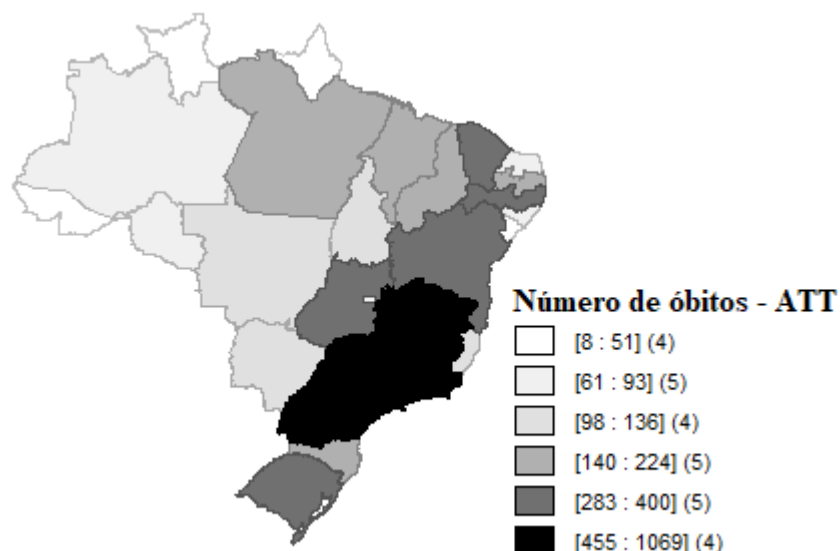 Número de óbitos - ATT
[8 : 51] (4)
[61 : 93] (5)
[98 : 136] (4)
[140 : 224] (5)
[283 : 400] (5)
[455 : 1069] (4)